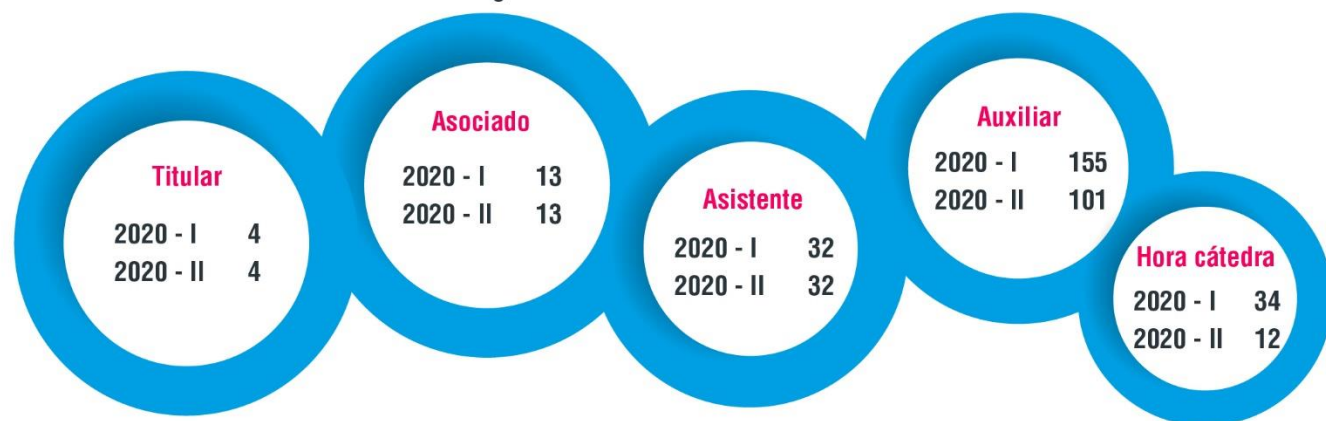 Titular
2020 - I 4
2020 - II 4
Asociado
2020 - I 13
2020 - II 13
Asistente
2020 - I 32
2020 - II 32
Auxiliar
2020 - I 155
2020 - II 101
Hora cátedra
2020 - I 34
2020 - II 12